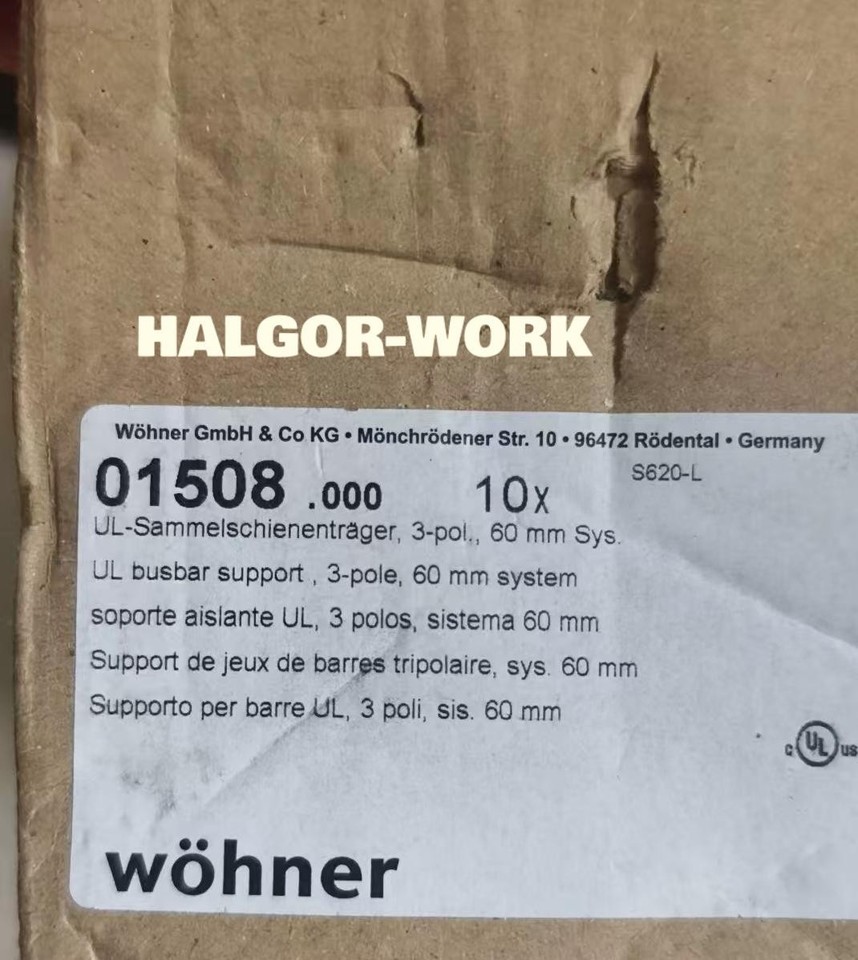 HALGOR-WORK
Wöhner GmbH & Co KG • Mönchrödener Str. 10 • 96472 Rödental • Germany
01508 .000 10x S620-L
UL-Sammelschienenträger, 3-pol., 60 mm Sys.
UL busbar support , 3-pole, 60 mm system
soporte aislante UL, 3 polos, sistema 60 mm
Support de jeux de barres tripolaire, sys. 60 mm
Supporto per barre UL, 3 poli, sis. 60 mm
c UL us
wöhner